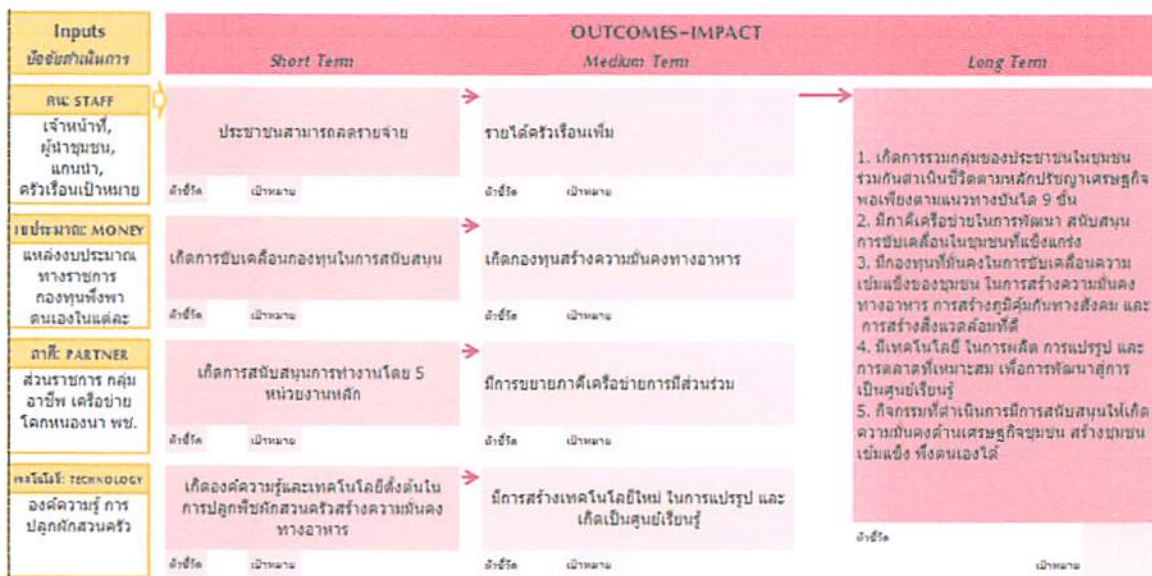 Inputs
ปัจจัยดำเนินการ
OUTCOMES-IMPACT
Short Term
Medium Term
Long Term
คน: STAFF
เจ้าหน้าที่,
ผู้นำชุมชน,
แกนนำ,
ครัวเรือนเป้าหมาย
ประชาชนสามารถลดรายจ่าย
ตัวชี้วัด เป้าหมาย
รายได้ครัวเรือนเพิ่ม
ตัวชี้วัด เป้าหมาย
งบประมาณ: MONEY
แหล่งงบประมาณ
ทางราชการ
กองทุนพึ่งพา
ตนเองในแต่ละ
เกิดการขับเคลื่อนกองทุนในการสนับสนุน
ตัวชี้วัด เป้าหมาย
เกิดกองทุนสร้างความมั่นคงทางอาหาร
ตัวชี้วัด เป้าหมาย
ภาคี: PARTNER
ส่วนราชการ กลุ่ม
อาชีพ เครือข่าย
โคกหนองนา พช.
เกิดการสนับสนุนการทำงานโดย 5
หน่วยงานหลัก
ตัวชี้วัด เป้าหมาย
มีการขยายภาคีเครือข่ายการมีส่วนร่วม
ตัวชี้วัด เป้าหมาย
เทคโนโลยี: TECHNOLOGY
องค์ความรู้ การ
ปลูกผักสวนครัว
เกิดองค์ความรู้และเทคโนโลยีตั้งต้นใน
การปลูกพืชผักสวนครัวสร้างความมั่นคง
ทางอาหาร
ตัวชี้วัด เป้าหมาย
มีการสร้างเทคโนโลยีใหม่ ในการแปรรูป และ
เกิดเป็นศูนย์เรียนรู้
ตัวชี้วัด เป้าหมาย
1. เกิดการรวมกลุ่มของประชาชนในชุมชน
ร่วมกันดำเนินชีวิตตามหลักปรัชญาเศรษฐกิจ
พอเพียงตามแนวทางบันได 9 ขั้น
2. มีภาคีเครือข่ายในการพัฒนา สนับสนุน
การขับเคลื่อนในชุมชนที่แข็งแกร่ง
3. มีกองทุนที่มั่นคงในการขับเคลื่อนความ
เข้มแข็งของชุมชน ในการสร้างความมั่นคง
ทางอาหาร การสร้างภูมิคุ้มกันทางสังคม และ
การสร้างสิ่งแวดล้อมที่ดี
4. มีเทคโนโลยี ในการผลิต การแปรรูป และ
การตลาดที่เหมาะสม เพื่อการพัฒนาสู่การ
เป็นศูนย์เรียนรู้
5. กิจกรรมที่ดำเนินการมีการสนับสนุนให้เกิด
ความมั่นคงด้านเศรษฐกิจชุมชน สร้างชุมชน
เข้มแข็ง พึ่งตนเองได้
ตัวชี้วัด
เป้าหมาย